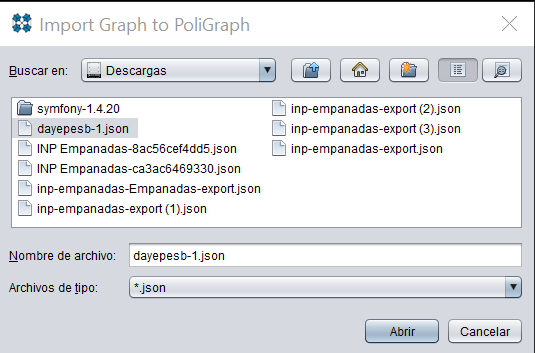 Import Graph to PoliGraph
Buscar en: Descargas
symfony-1.4.20
dayepesb-1.json
INP Empanadas-8ac56cef4dd5.json
INP Empanadas-ca3ac6469330.json
inp-empanadas-Empanadas-export.json
inp-empanadas-export (1).json
inp-empanadas-export (2).json
inp-empanadas-export (3).json
inp-empanadas-export.json
Nombre de archivo: dayepesb-1.json
Archivos de tipo: *.json
Abrir Cancelar